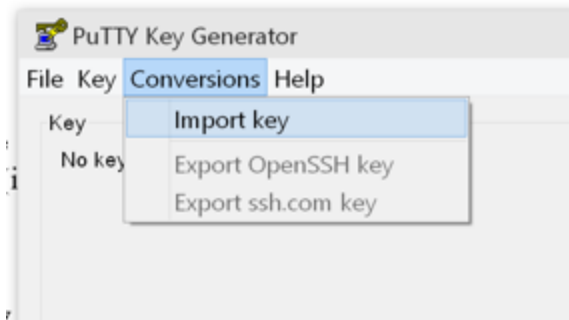 PuTTY Key Generator
File Key Conversions Help
Key
Import key
No key
Export OpenSSH key
Export ssh.com key